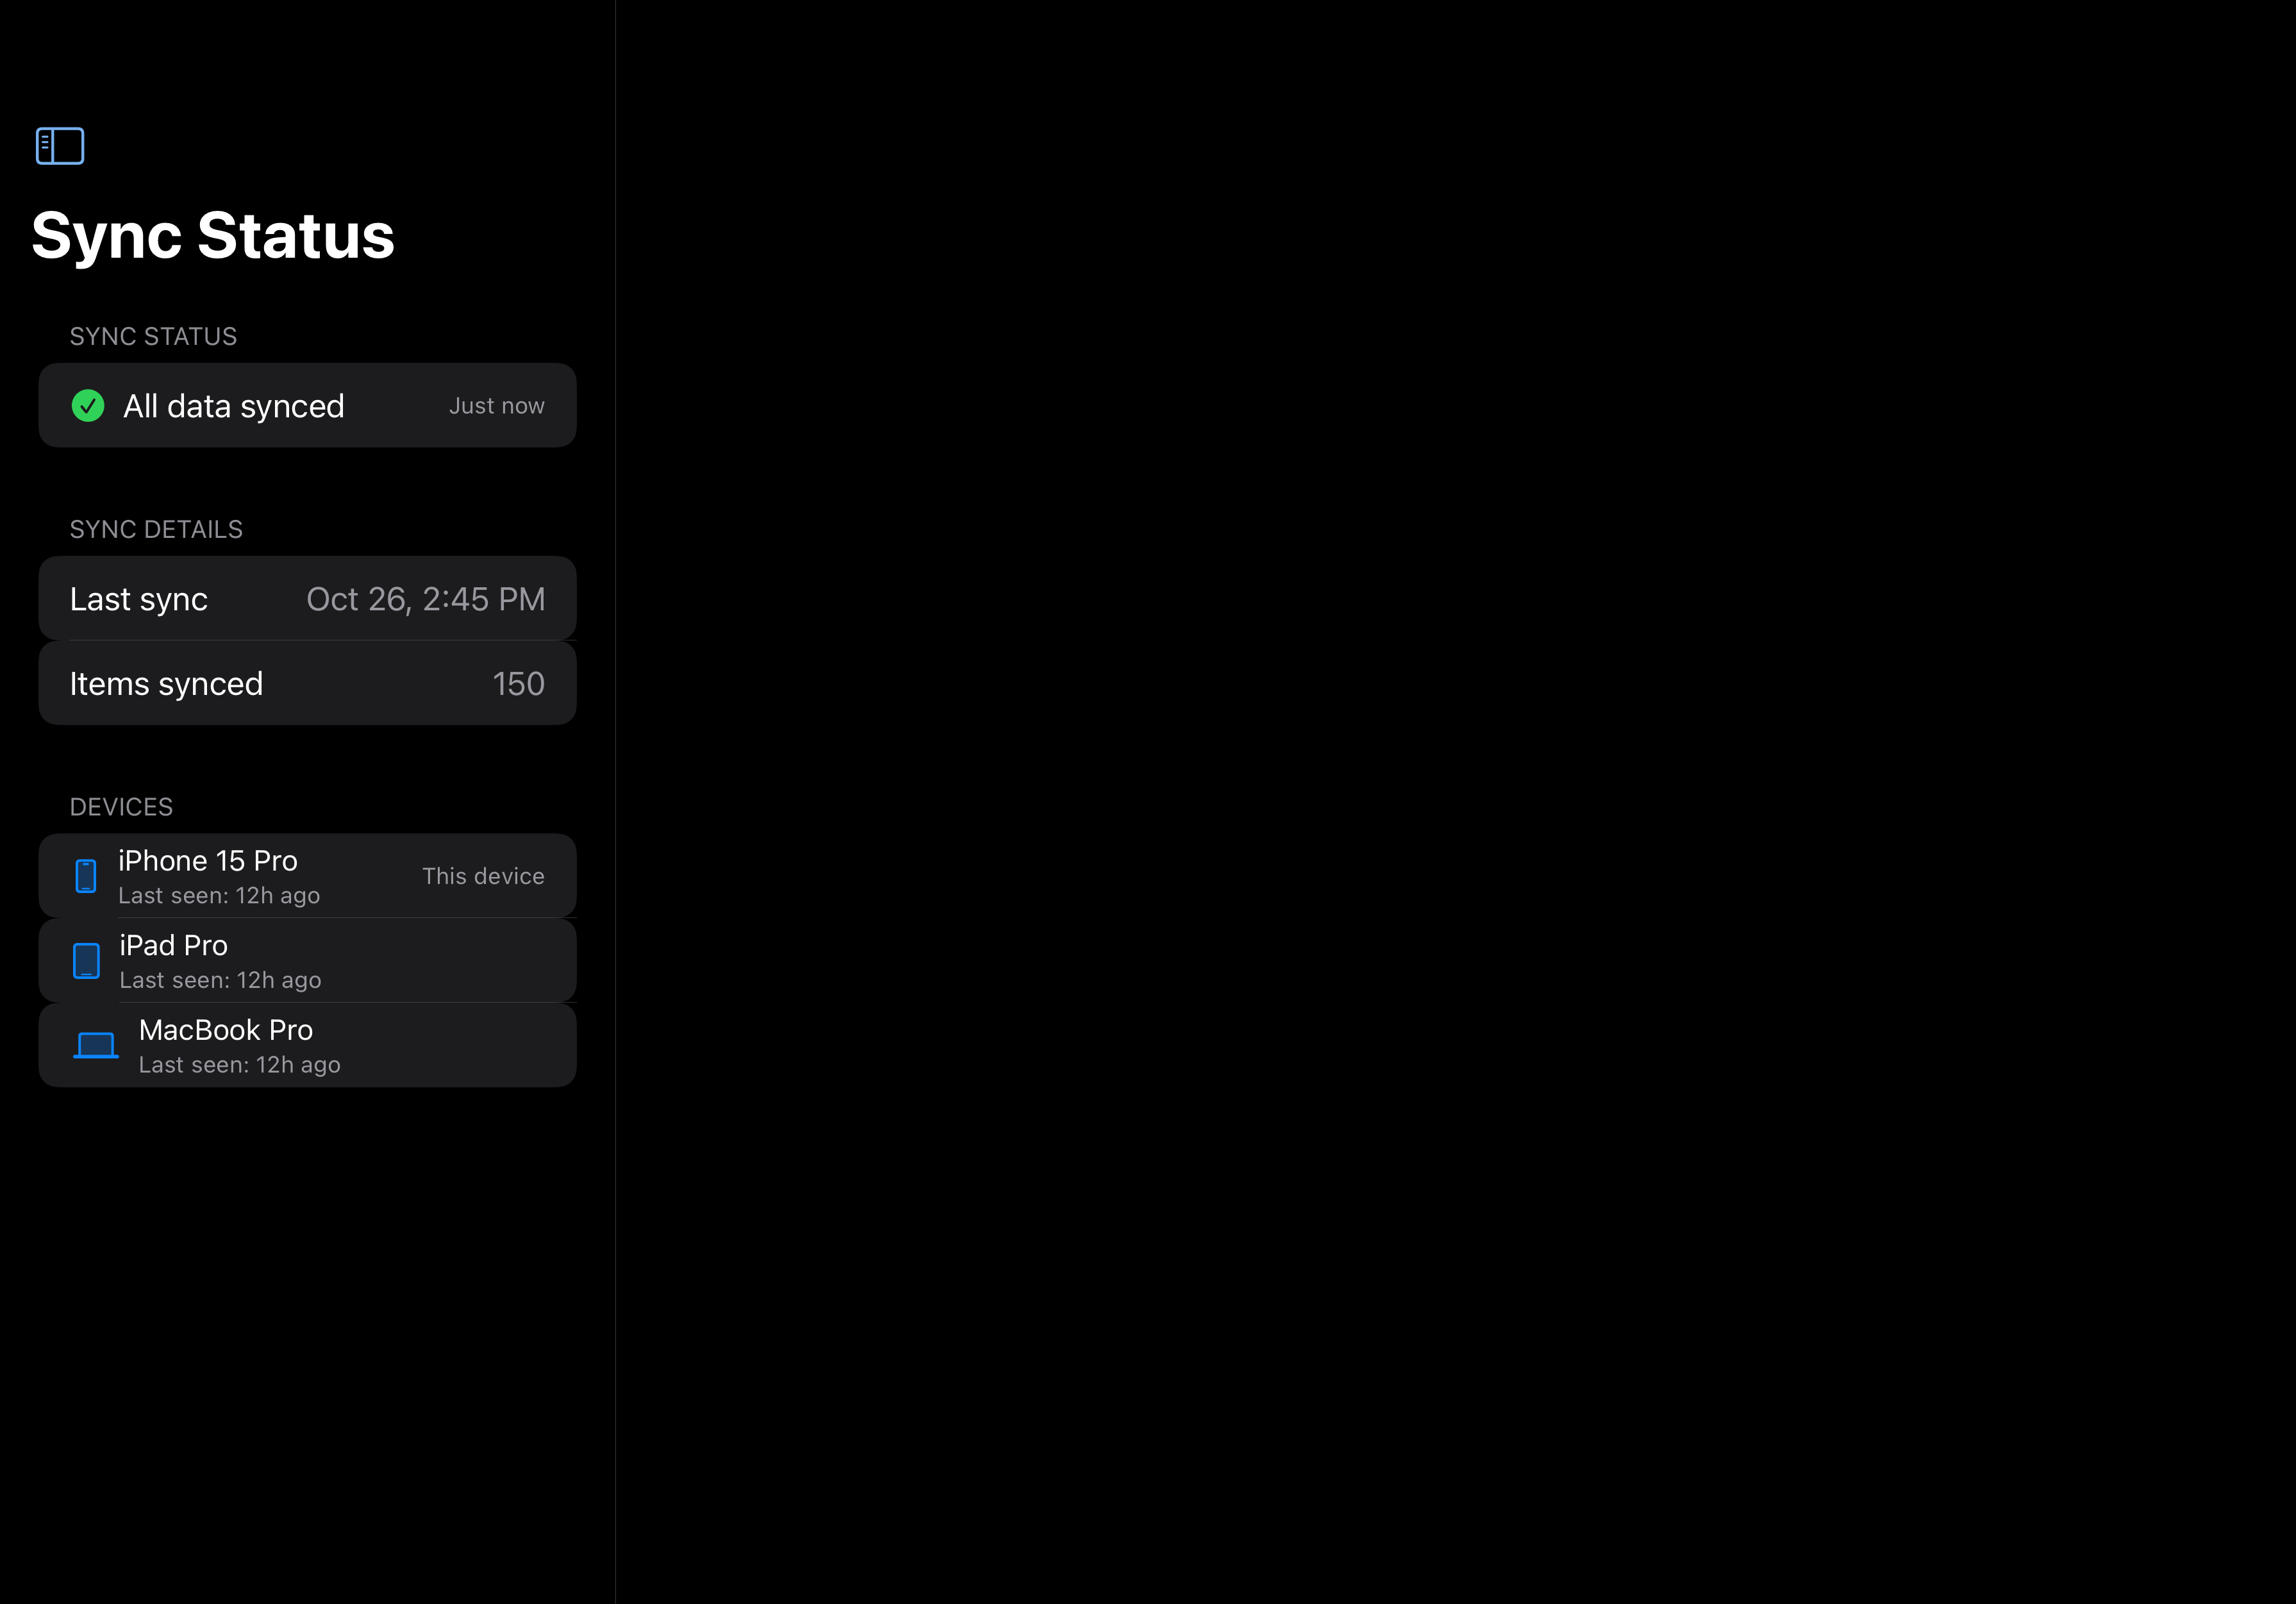 Sync Status
SYNC STATUS
All data synced Just now
SYNC DETAILS
Last sync Oct 26, 2:45 PM
Items synced 150
DEVICES
iPhone 15 Pro
Last seen: 12h ago
This device
iPad Pro
Last seen: 12h ago
MacBook Pro
Last seen: 12h ago